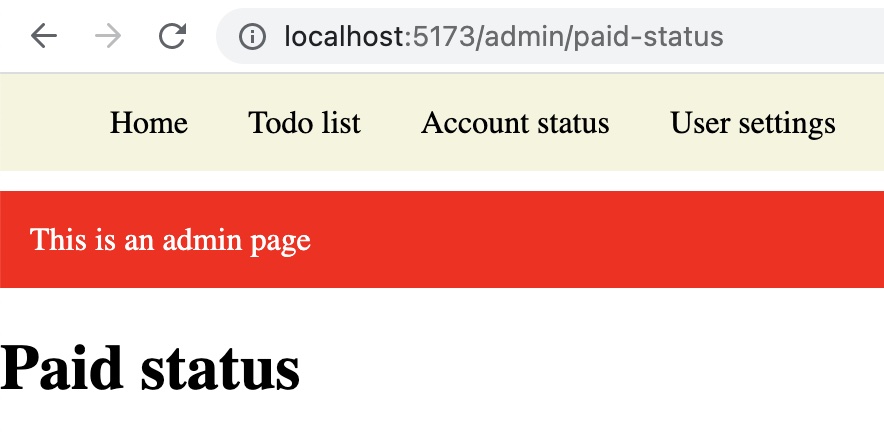 localhost:5173/admin/paid-status
Home Todo list Account status User settings
This is an admin page
Paid status